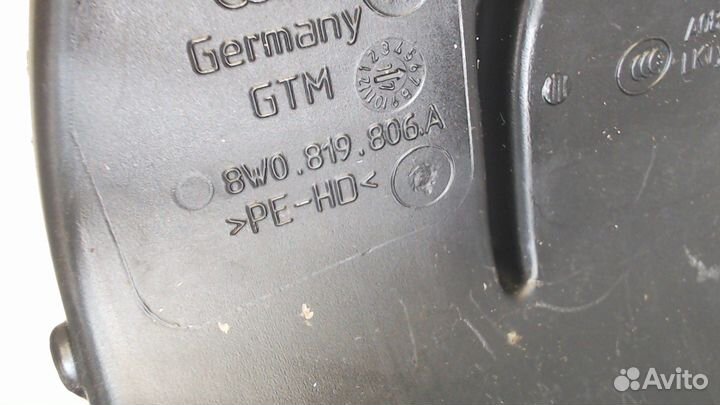 Germany
GTM
8W0.819.806.A
>PE-HD<
Avito